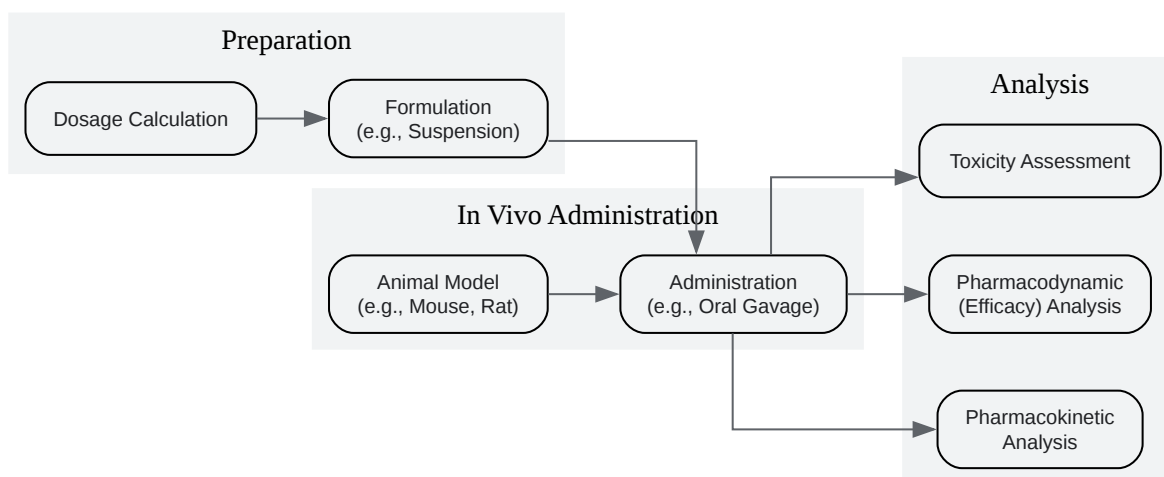 Preparation
Dosage Calculation
Formulation
(e.g., Suspension)
In Vivo Administration
Animal Model
(e.g., Mouse, Rat)
Administration
(e.g., Oral Gavage)
Analysis
Toxicity Assessment
Pharmacodynamic
(Efficacy) Analysis
Pharmacokinetic
Analysis